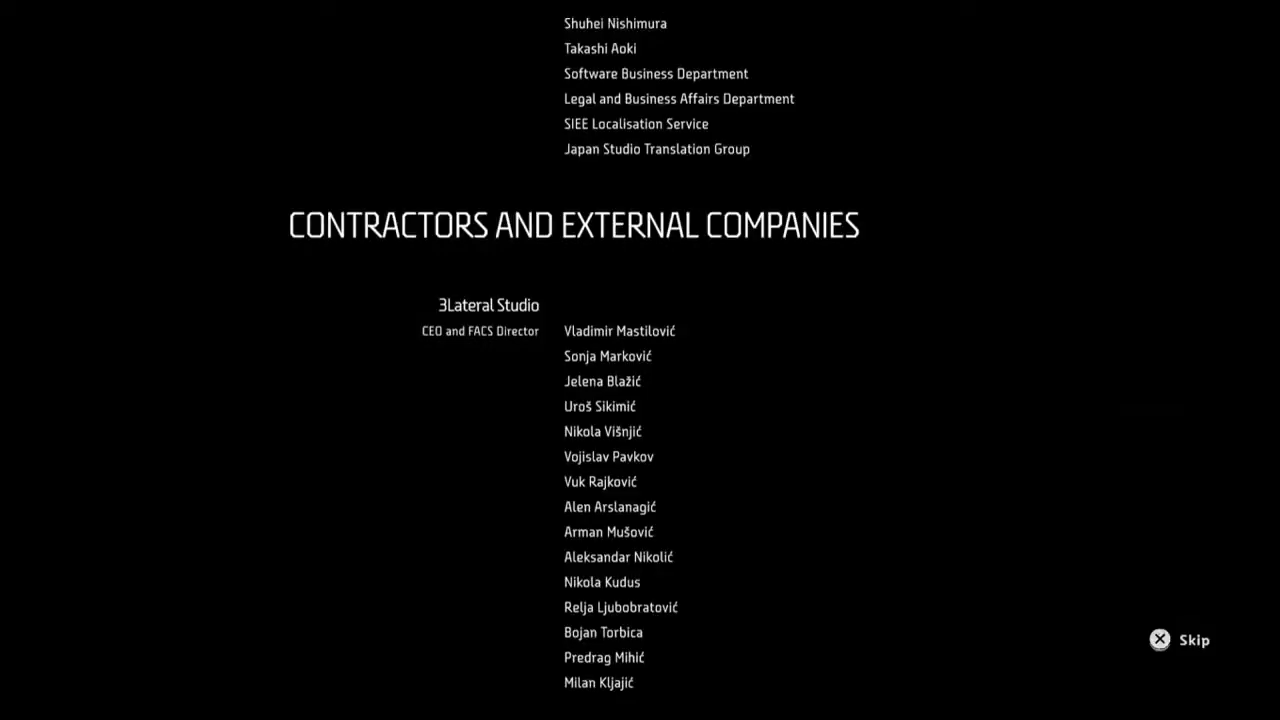 Shuhei Nishimura
Takashi Aoki
Software Business Department
Legal and Business Affairs Department
SIEE Localisation Service
Japan Studio Translation Group
CONTRACTORS AND EXTERNAL COMPANIES
3Lateral Studio
CEO and FACS Director Vladimir Mastilović
Sonja Marković
Jelena Blažić
Uroš Sikimić
Nikola Višnjić
Vojislav Pavkov
Vuk Rajković
Alen Arslanagić
Arman Mušović
Aleksandar Nikolić
Nikola Kudus
Relja Ljubobratović
Bojan Torbica
Predrag Mihić
Milan Kljajić
Skip